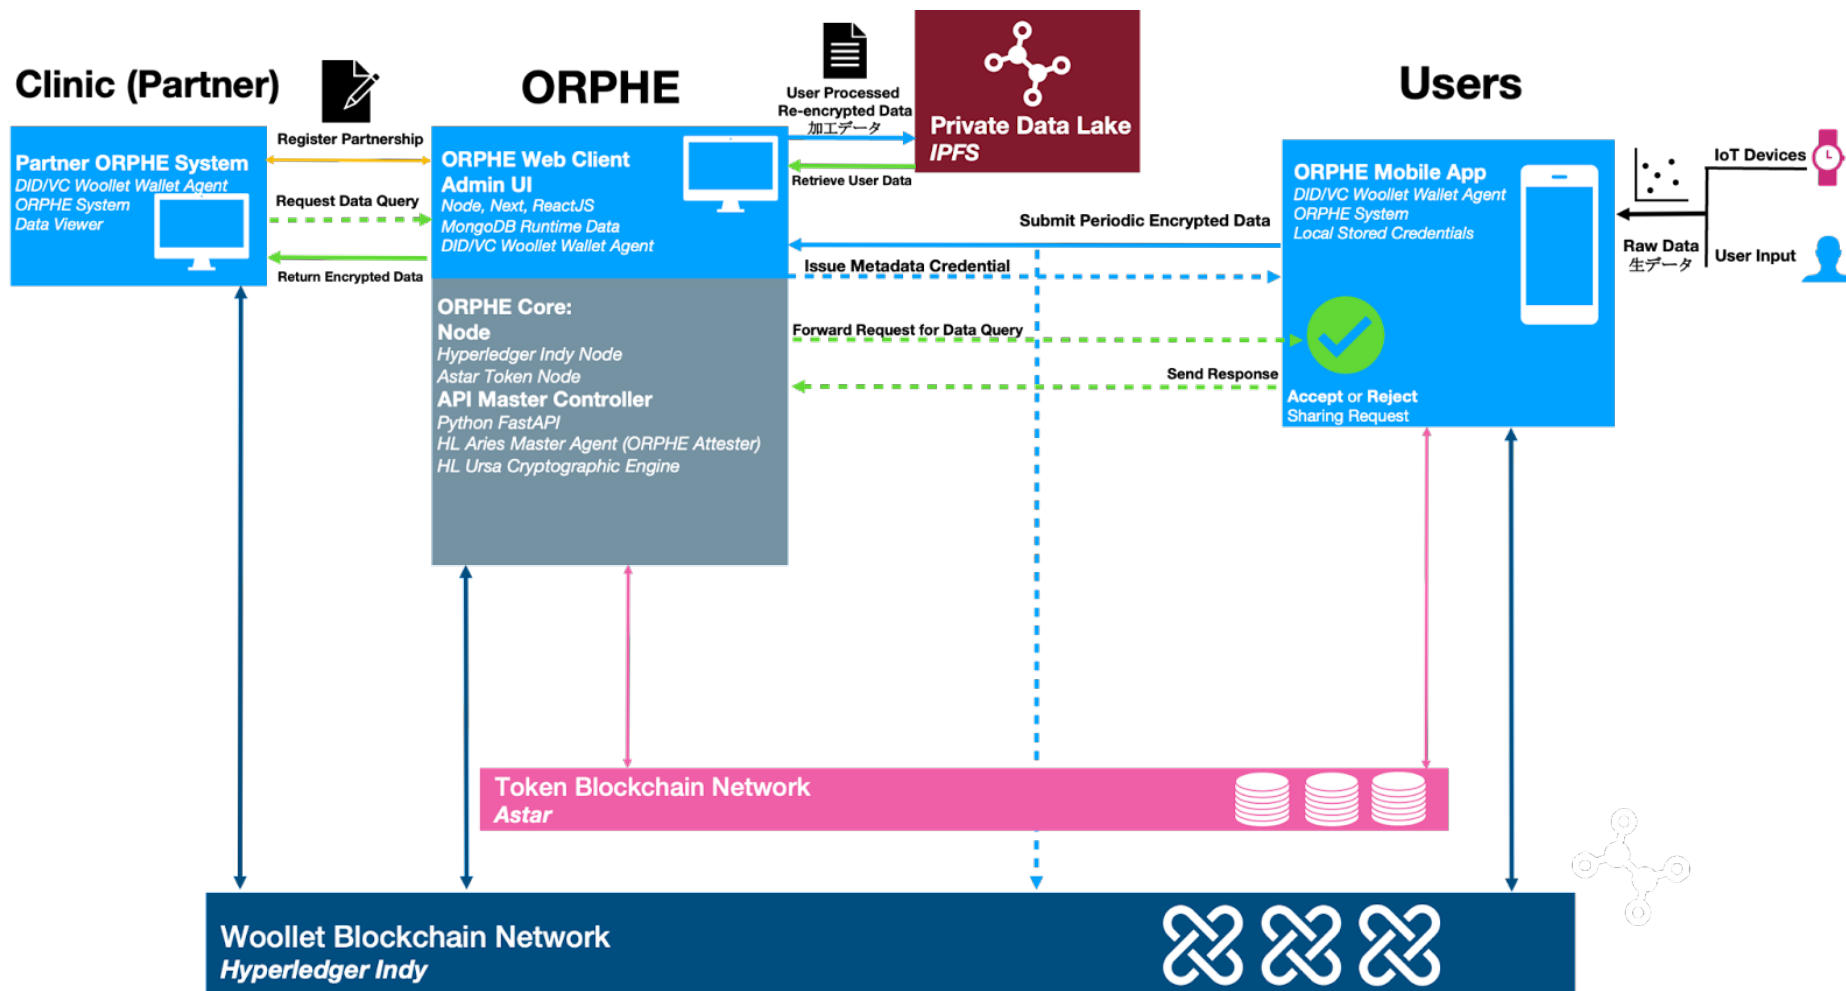 Clinic (Partner)
Register Partnership
Partner ORPHE System
DID/VC Woollet Wallet Agent
ORPHE System
Data Viewer
Request Data Query
Return Encrypted Data
ORPHE
ORPHE Web Client
Admin UI
Node, Next, ReactJS
MongoDB Runtime Data
DID/VC Woollet Wallet Agent
ORPHE Core:
Node
Hyperledger Indy Node
Astar Token Node
API Master Controller
Python FastAPI
HL Aries Master Agent (ORPHE Attester)
HL Ursa Cryptographic Engine
User Processed
Re-encrypted Data
加工データ
Retrieve User Data
Private Data Lake
IPFS
Submit Periodic Encrypted Data
Issue Metadata Credential
Forward Request for Data Query
Send Response
Users
ORPHE Mobile App
DID/VC Woollet Wallet Agent
ORPHE System
Local Stored Credentials
Accept or Reject
Sharing Request
IoT Devices
Raw Data
生データ
User Input
Token Blockchain Network
Astar
Woollet Blockchain Network
Hyperledger Indy